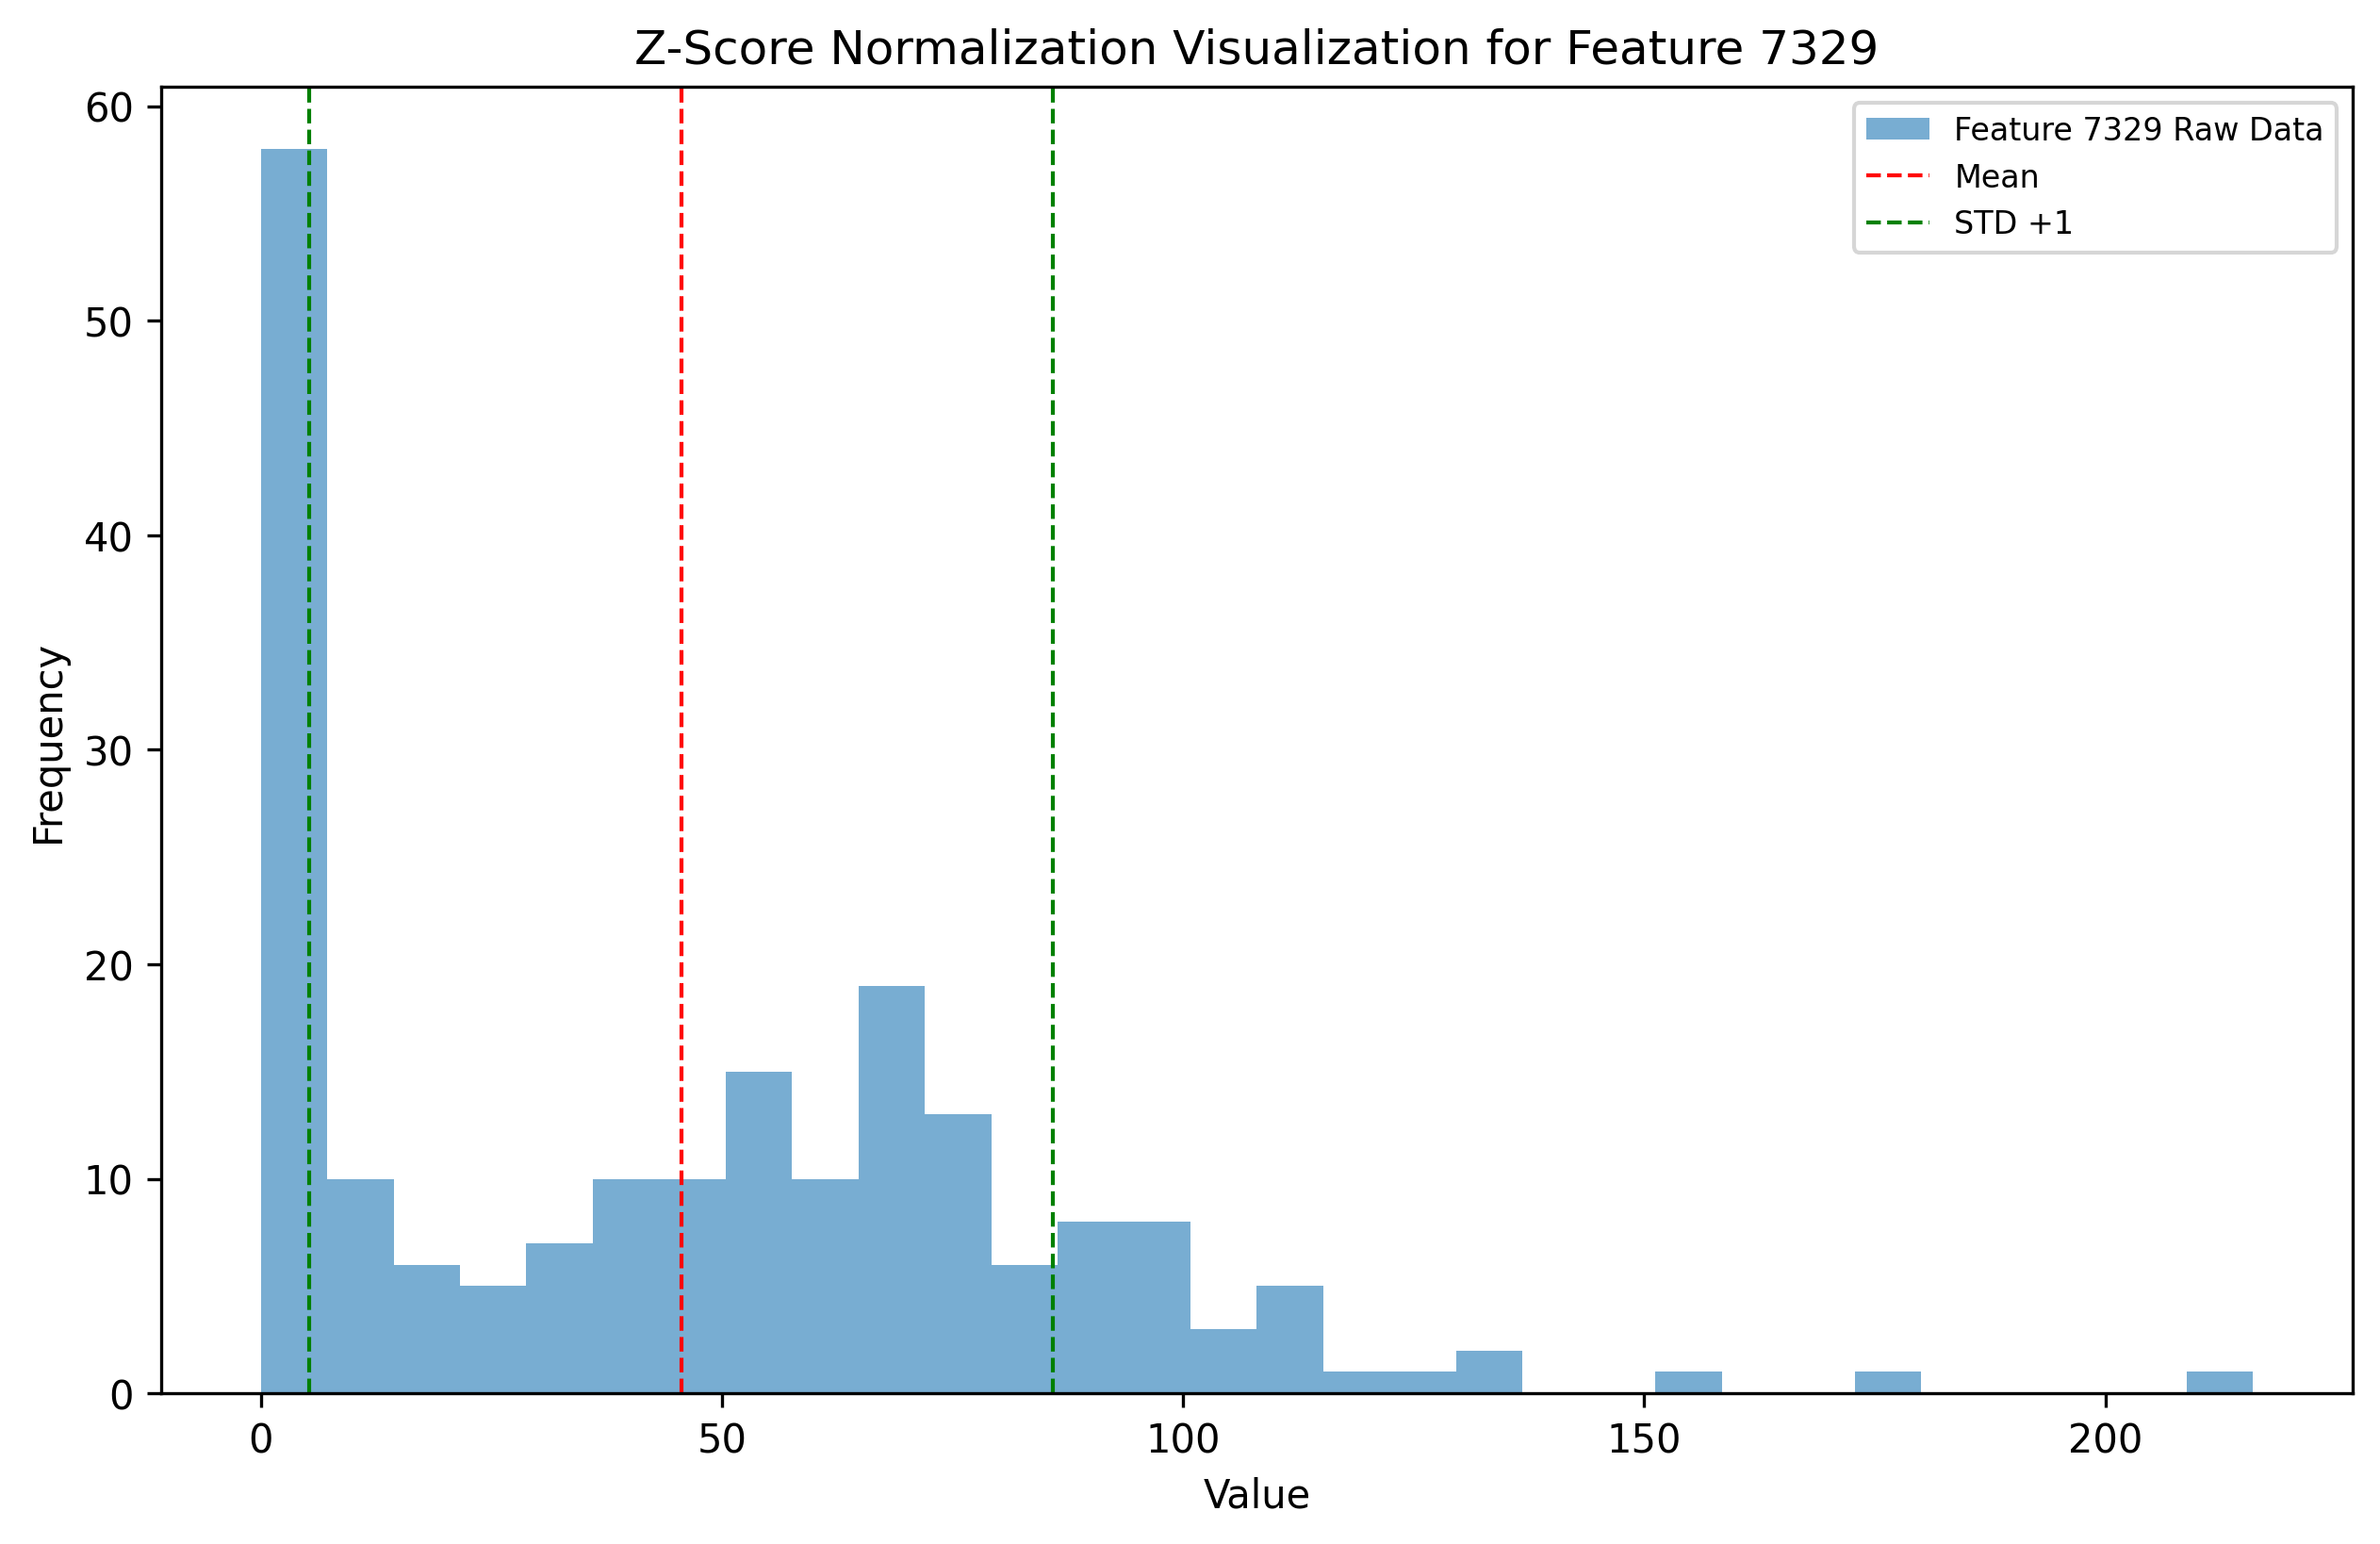 Z-Score Normalization Visualization for Feature 7329
Feature 7329 Raw Data
Mean
STD +1
60
50
40
30
20
10
0
Frequency
0 50 100 150 200
Value